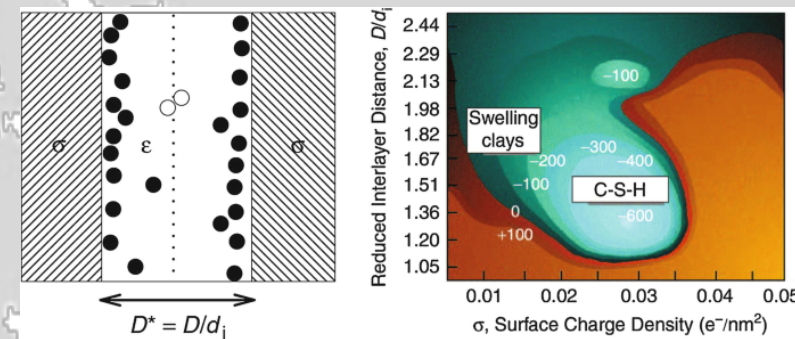 σ
ε
σ
D* = D/di
Reduced Interlayer Distance, D/di
2.44
2.29
2.13
1.98
1.82
1.67
1.51
1.36
1.20
1.05
-100
Swelling
clays
-300
-200
-400
-100
C-S-H
0
-600
+100
0.01
0.02
0.03
0.04
0.05
σ, Surface Charge Density (e⁻/nm²)